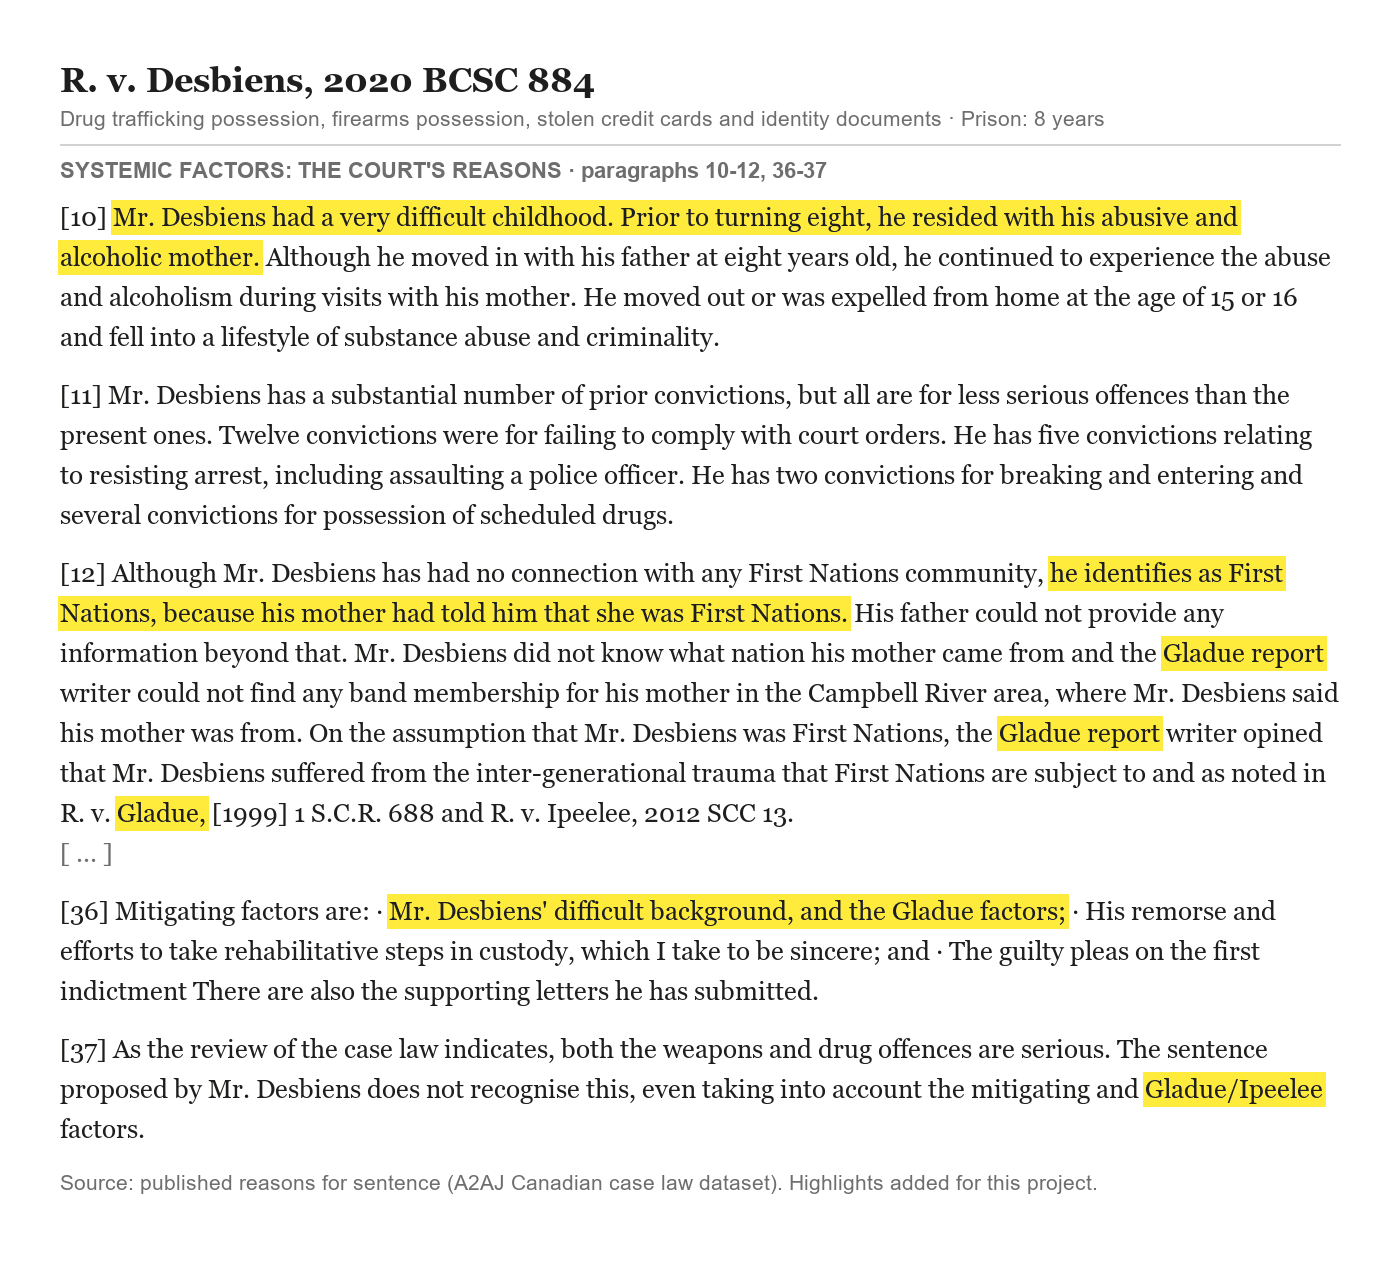 R. v. Desbiens, 2020 BCSC 884
Drug trafficking possession, firearms possession, stolen credit cards and identity documents · Prison: 8 years
SYSTEMIC FACTORS: THE COURT'S REASONS · paragraphs 10-12, 36-37
[10] Mr. Desbiens had a very difficult childhood. Prior to turning eight, he resided with his abusive and
alcoholic mother. Although he moved in with his father at eight years old, he continued to experience the abuse
and alcoholism during visits with his mother. He moved out or was expelled from home at the age of 15 or 16
and fell into a lifestyle of substance abuse and criminality.
[11] Mr. Desbiens has a substantial number of prior convictions, but all are for less serious offences than the
present ones. Twelve convictions were for failing to comply with court orders. He has five convictions relating
to resisting arrest, including assaulting a police officer. He has two convictions for breaking and entering and
several convictions for possession of scheduled drugs.
[12] Although Mr. Desbiens has had no connection with any First Nations community, he identifies as First
Nations, because his mother had told him that she was First Nations. His father could not provide any
information beyond that. Mr. Desbiens did not know what nation his mother came from and the Gladue report
writer could not find any band membership for his mother in the Campbell River area, where Mr. Desbiens said
his mother was from. On the assumption that Mr. Desbiens was First Nations, the Gladue report writer opined
that Mr. Desbiens suffered from the inter-generational trauma that First Nations are subject to and as noted in
R. v. Gladue, [1999] 1 S.C.R. 688 and R. v. Ipeelee, 2012 SCC 13.
[ ... ]
[36] Mitigating factors are: · Mr. Desbiens' difficult background, and the Gladue factors; · His remorse and
efforts to take rehabilitative steps in custody, which I take to be sincere; and · The guilty pleas on the first
indictment There are also the supporting letters he has submitted.
[37] As the review of the case law indicates, both the weapons and drug offences are serious. The sentence
proposed by Mr. Desbiens does not recognise this, even taking into account the mitigating and Gladue/Ipeelee
factors.
Source: published reasons for sentence (A2AJ Canadian case law dataset). Highlights added for this project.